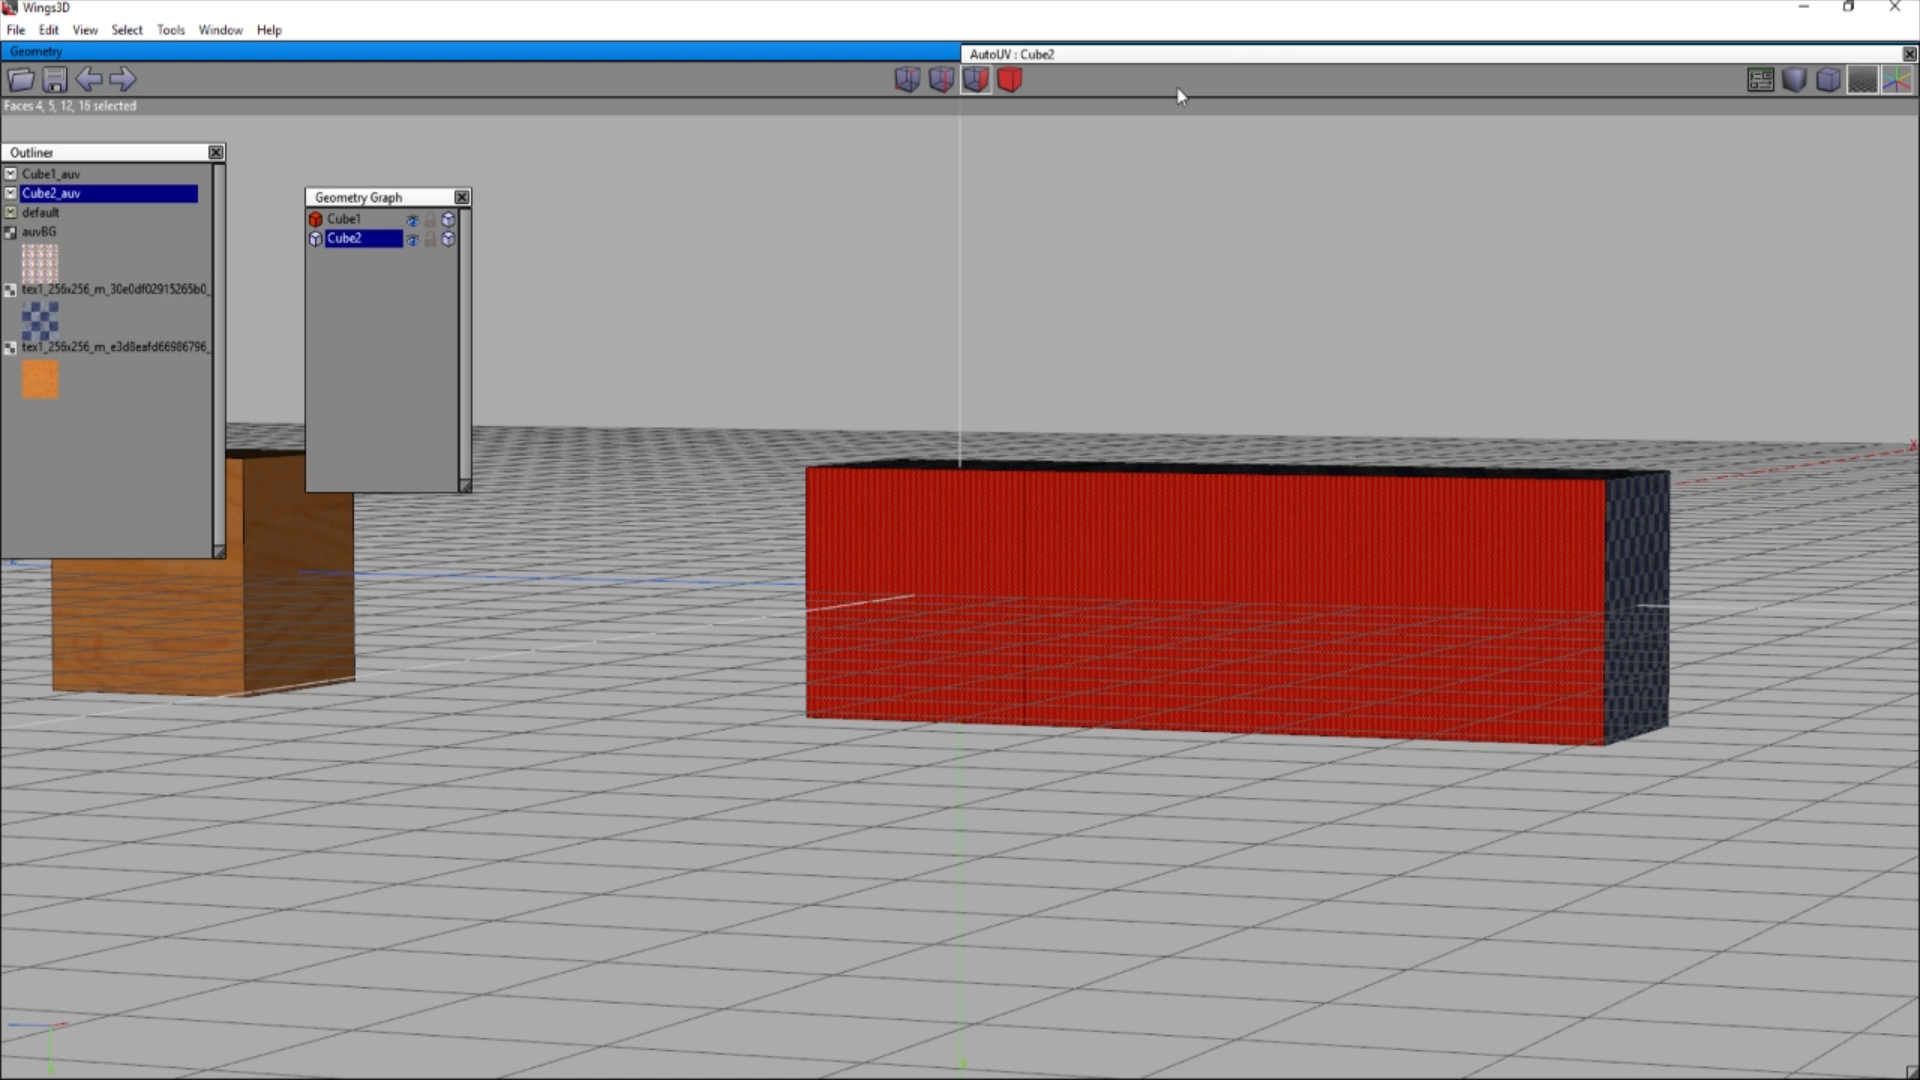 Wings3D
File Edit View Select Tools Window Help
Geometry
AutoUV : Cube2
Faces 4, 5, 12, 16 selected
Outliner
Cube1_auv
Cube2_auv
default
auvBG
tex1_256x256_m_30e0df02915265b0_
tex1_256x256_m_e3d8eafd66986796_
Geometry Graph
Cube1
Cube2
X